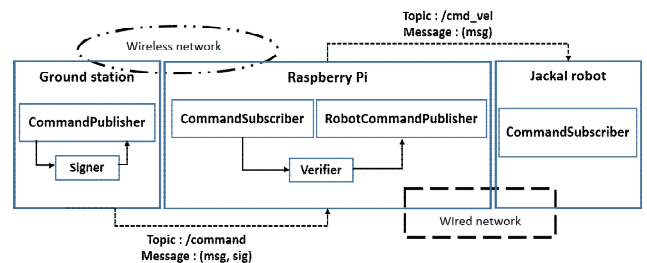 Topic : /cmd_vel
Message : (msg)
Wireless network
Ground station
Raspberry Pi
Jackal robot
CommandPublisher
CommandSubscriber
RobotCommandPublisher
CommandSubscriber
Signer
Verifier
WIred network
Topic : /command
Message : (msg, sig)